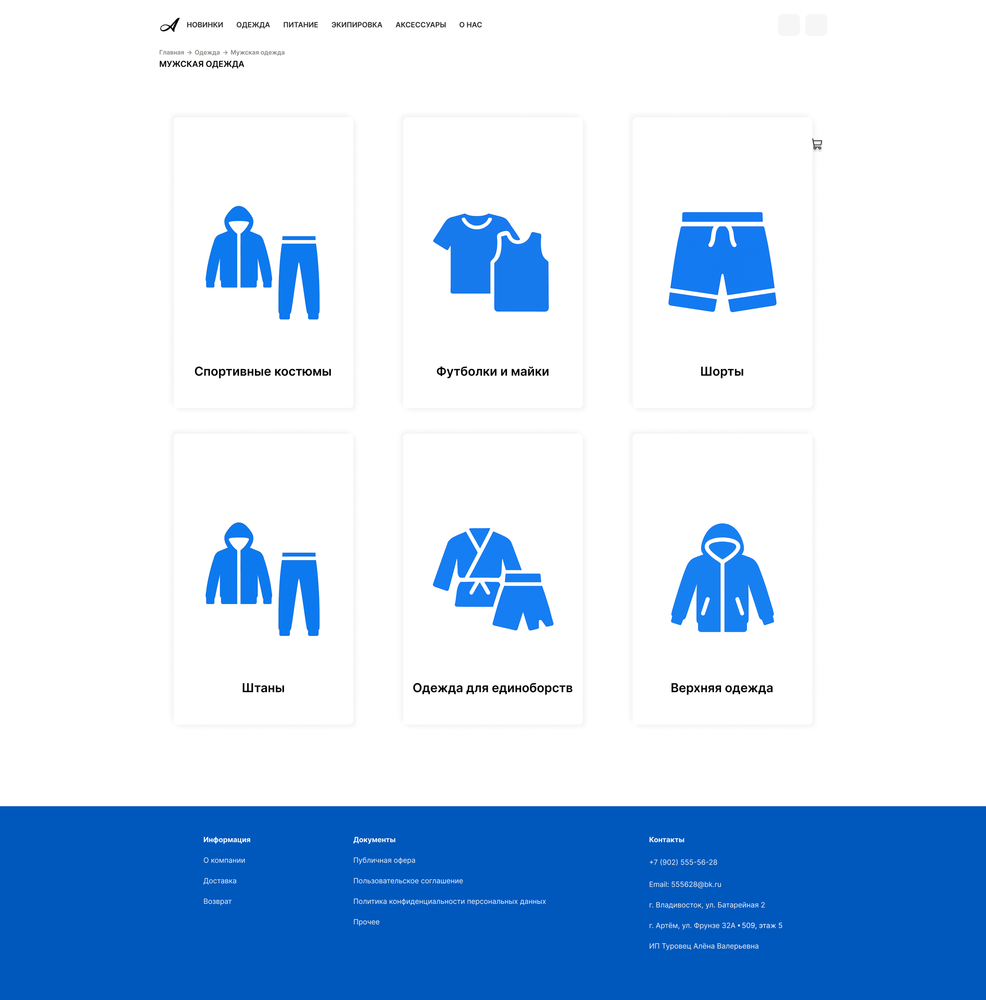 НОВИНКИ ОДЕЖДА ПИТАНИЕ ЭКИПИРОВКА АКСЕССУАРЫ О НАС
Главная → Одежда → Мужская одежда
МУЖСКАЯ ОДЕЖДА
Спортивные костюмы
Футболки и майки
Шорты
Штаны
Одежда для единоборств
Верхняя одежда
Информация
О компании
Доставка
Возврат
Документы
Публичная офера
Пользовательское соглашение
Политика конфиденциальности персональных данных
Прочее
Контакты
+7 (902) 555-56-28
Email: 555628@bk.ru
г. Владивосток, ул. Батарейная 2
г. Артём, ул. Фрунзе 32А • 509, этаж 5
ИП Туровец Алёна Валерьевна